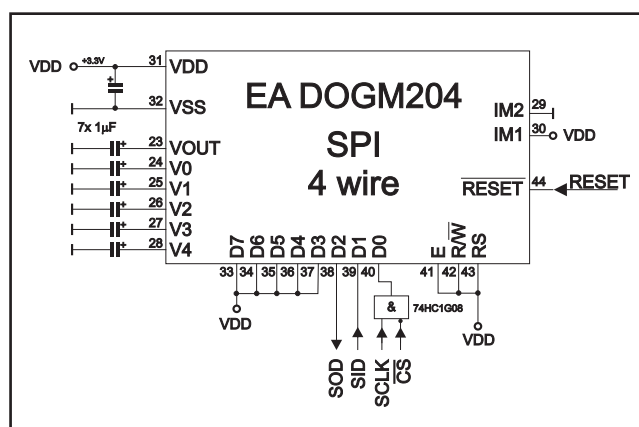 VDD +3.3V 31 VDD
32 VSS
7x 1µF
23 VOUT
24 V0
25 V1
26 V2
27 V3
28 V4
EA DOGM204
SPI
4 wire
IM2 29
IM1 30 VDD
RESET 44 RESET
D7 D6 D5 D4 D3 D2 D1 D0
33 34 35 36 37 38 39 40
E R/W RS
41 42 43
VDD
& 74HC1G08
VDD
SOD SID SCLK CS